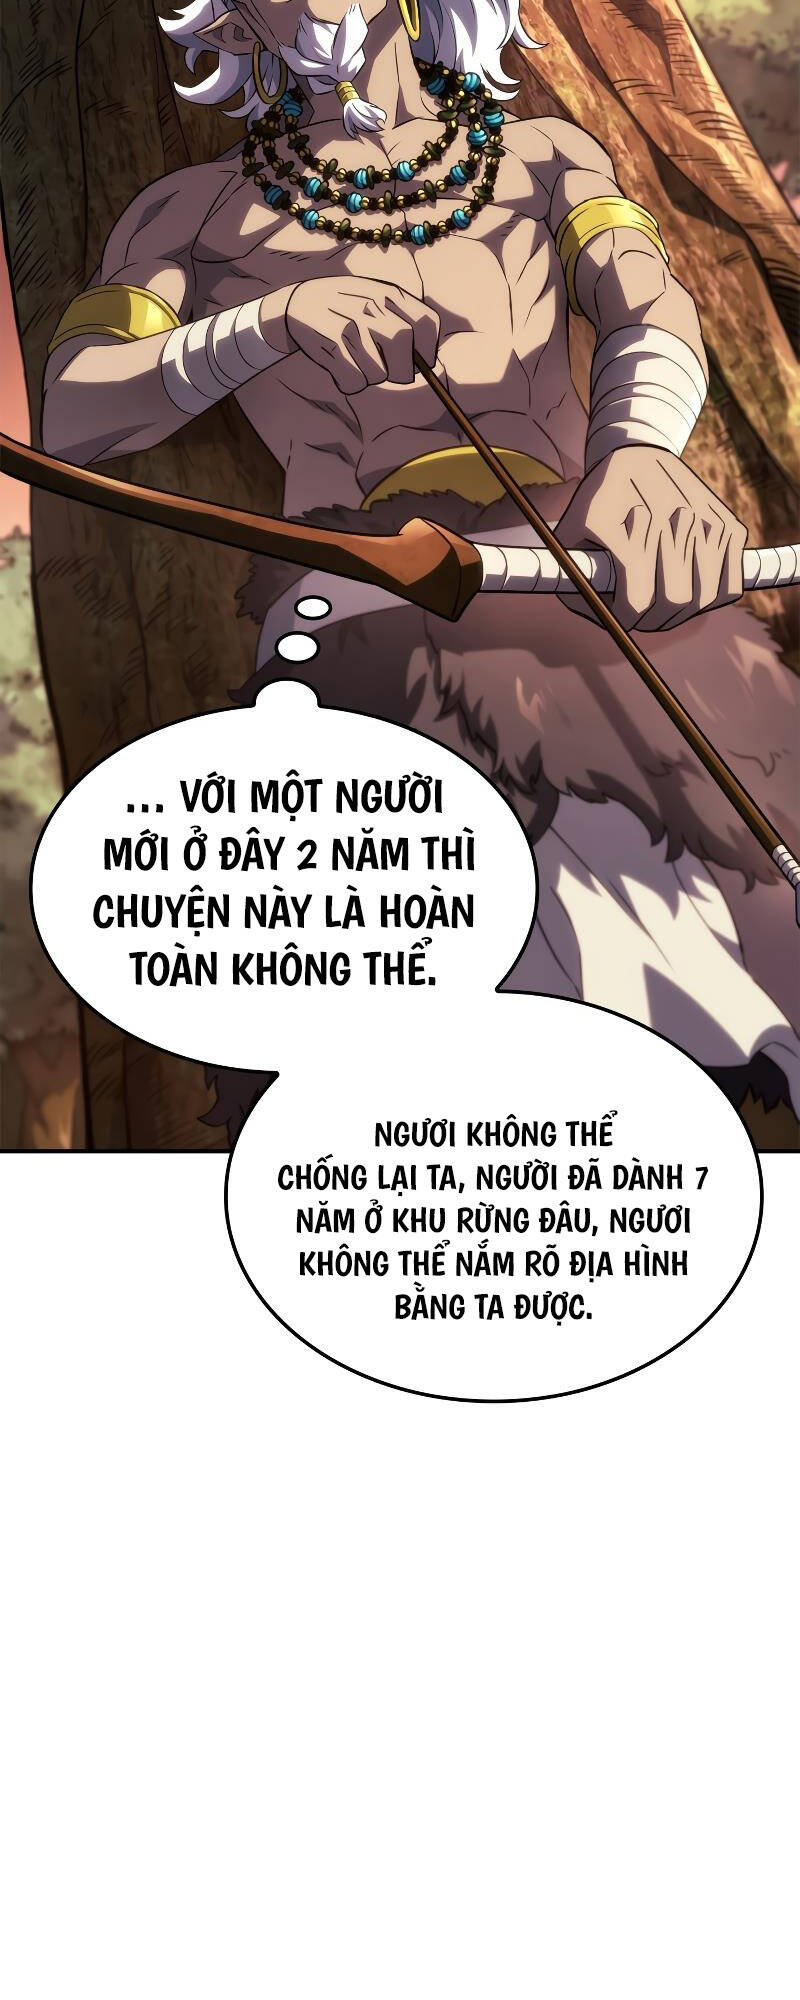 ... VỚI MỘT NGƯỜI
MỚI Ở ĐÂY 2 NĂM THÌ
CHUYỆN NÀY LÀ HOÀN
TOÀN KHÔNG THỂ.
NGƯƠI KHÔNG THỂ
CHỐNG LẠI TA, NGƯỜI ĐÃ DÀNH 7
NĂM Ở KHU RỪNG ĐÂU, NGƯƠI
KHÔNG THỂ NẮM RÕ ĐỊA HÌNH
BẰNG TA ĐƯỢC.